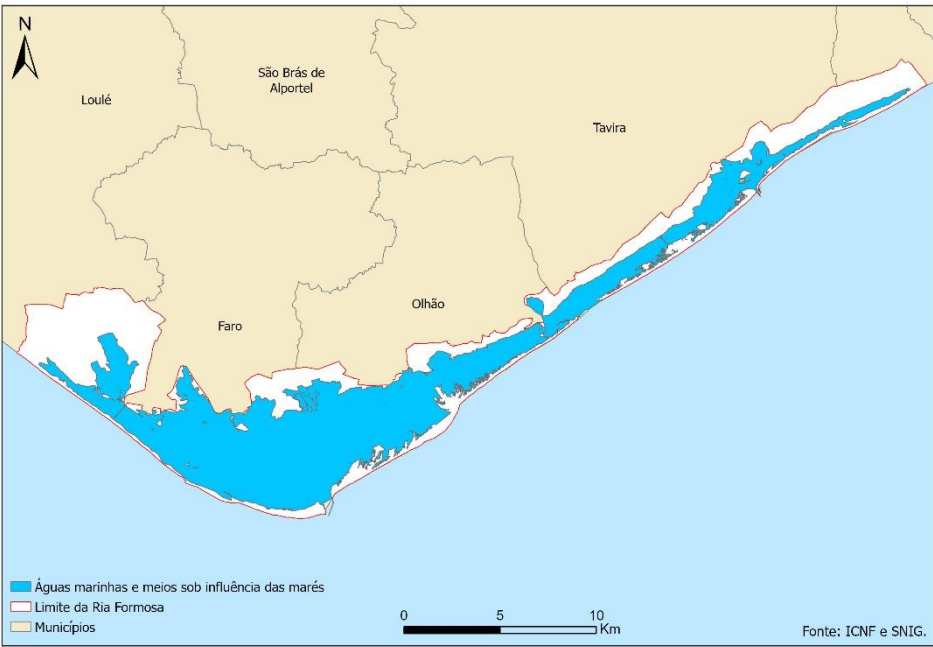 N
São Brás de
Alportel
Loulé
Tavira
Olhão
Faro
Águas marinhas e meios sob influência das marés
Limite da Ria Formosa
Municípios
0 5 10
Km
Fonte: ICNF e SNIG.